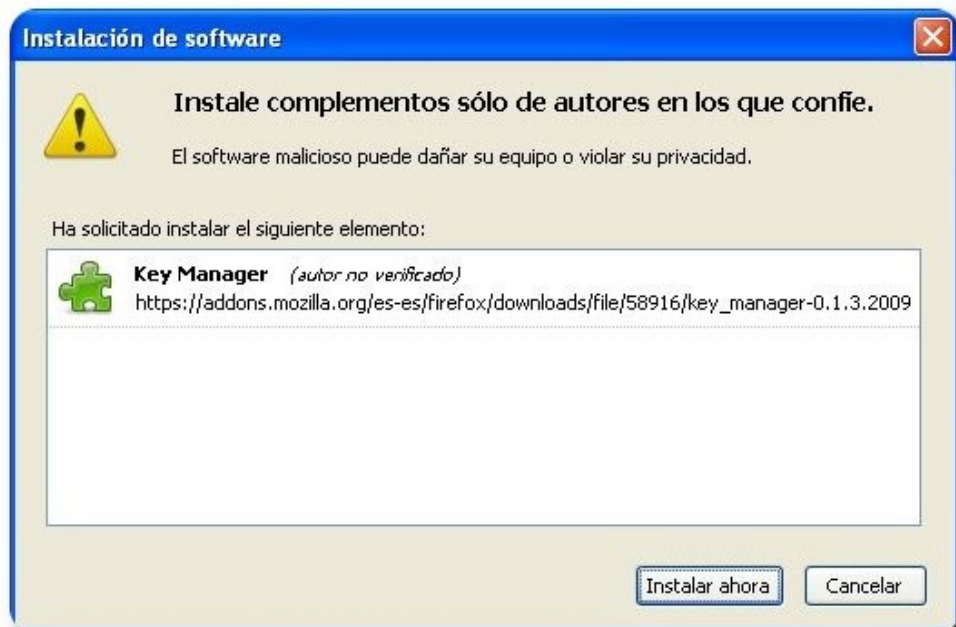 Instalación de software
Instale complementos sólo de autores en los que confíe.
El software malicioso puede dañar su equipo o violar su privacidad.
Ha solicitado instalar el siguiente elemento:
Key Manager (autor no verificado)
https://addons.mozilla.org/es-es/firefox/downloads/file/58916/key_manager-0.1.3.2009
Instalar ahora Cancelar